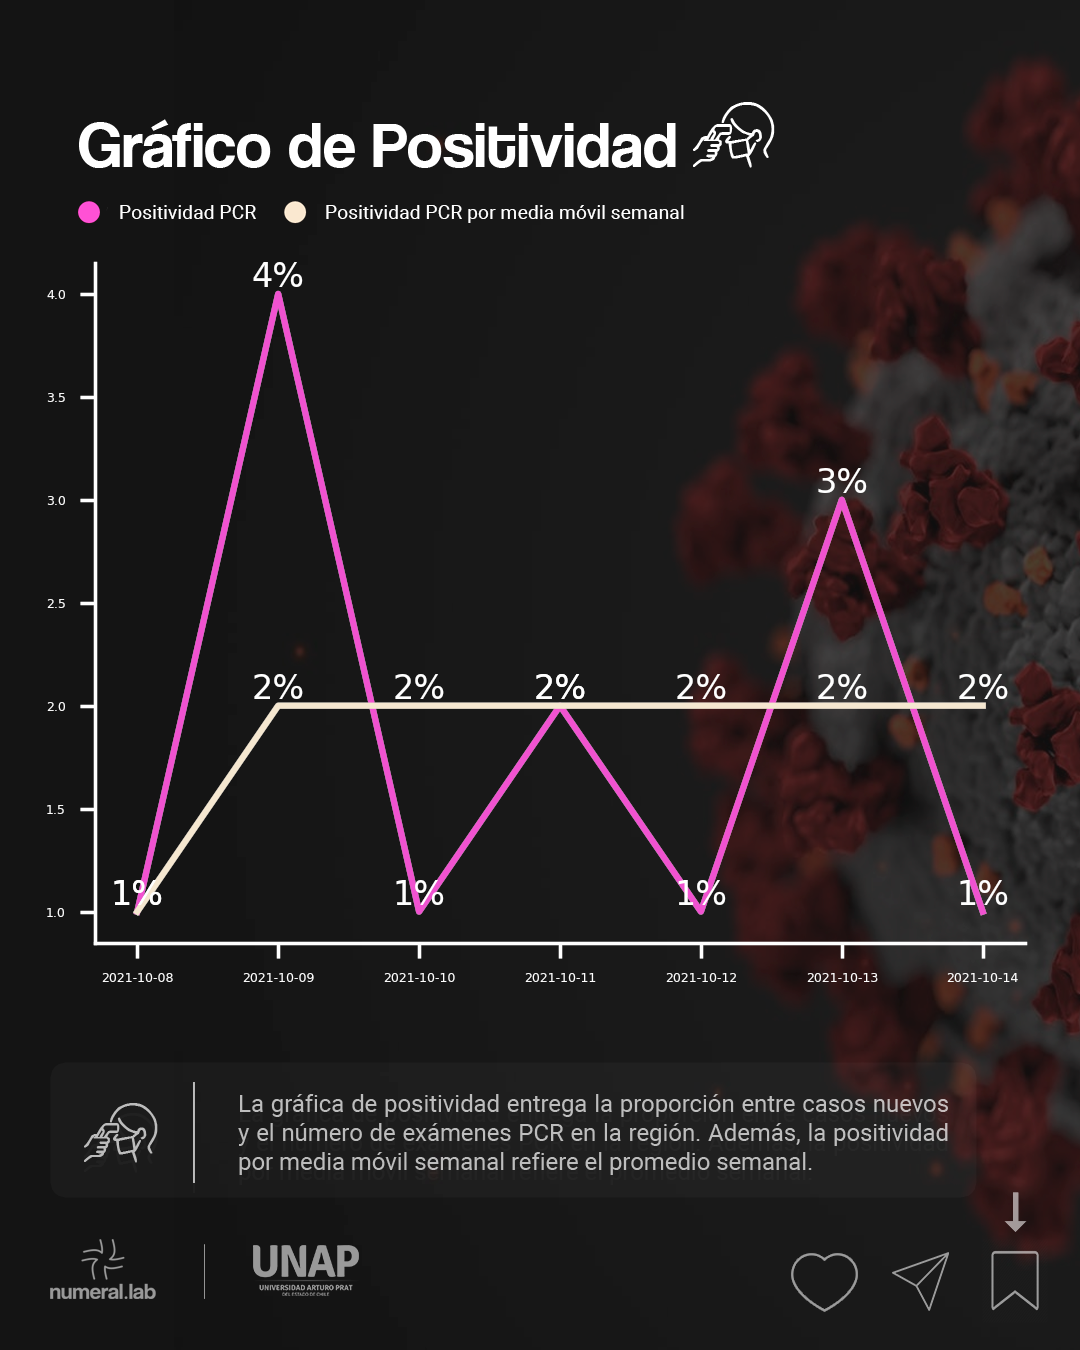 Gráfico de Positividad
Positividad PCR
Positividad PCR por media móvil semanal
4%
4.0
3.5
3%
3.0
2.5
2% 2% 2% 2% 2% 2%
2.0
1.5
1% 1% 1% 1%
1.0
2021-10-08 2021-10-09 2021-10-10 2021-10-11 2021-10-12 2021-10-13 2021-10-14
La gráfica de positividad entrega la proporción entre casos nuevos
y el número de exámenes PCR en la región. Además, la positividad
por media móvil semanal refiere el promedio semanal.
numeral.lab
UNAP
UNIVERSIDAD ARTURO PRAT
DEL ESTADO DE CHILE